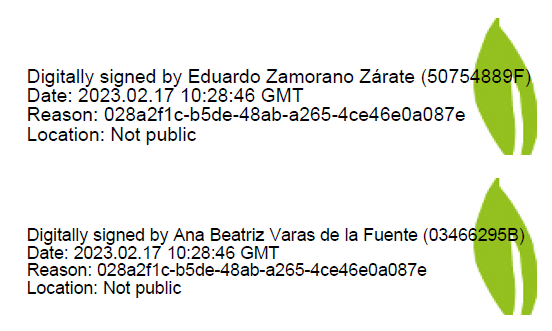 Digitally signed by Eduardo Zamorano Zárate (50754889F)
Date: 2023.02.17 10:28:46 GMT
Reason: 028a2f1c-b5de-48ab-a265-4ce46e0a087e
Location: Not public
Digitally signed by Ana Beatriz Varas de la Fuente (03466295B)
Date: 2023.02.17 10:28:46 GMT
Reason: 028a2f1c-b5de-48ab-a265-4ce46e0a087e
Location: Not public